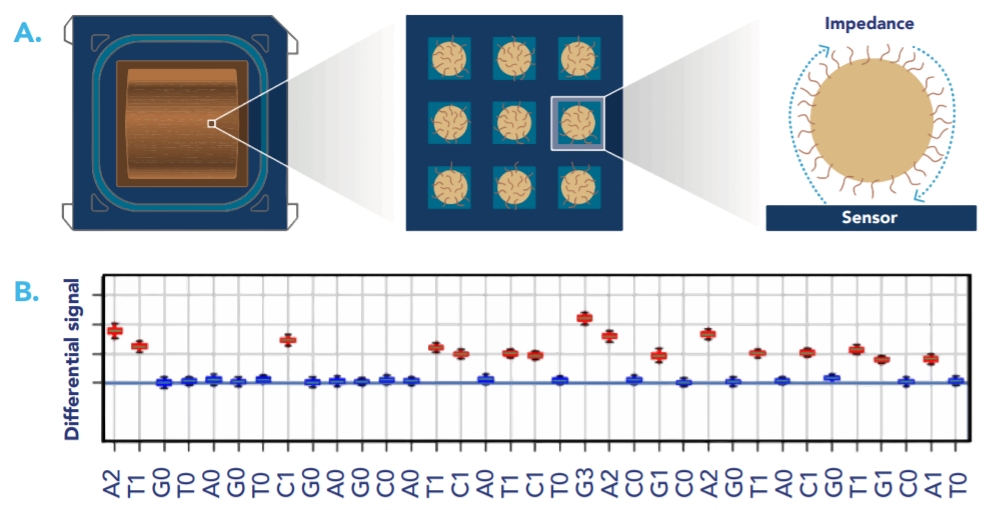 A.
Impedance
Sensor
B.
Differential signal
A2 T1 G0 T0 A0 G0 T0 C1 G0 A0 G0 C0 A0 T1 C1 A0 T1 C1 T0 G3 A2 C0 G1 C0 A2 G0 T1 A0 C1 G0 T1 G1 C0 A1 T0